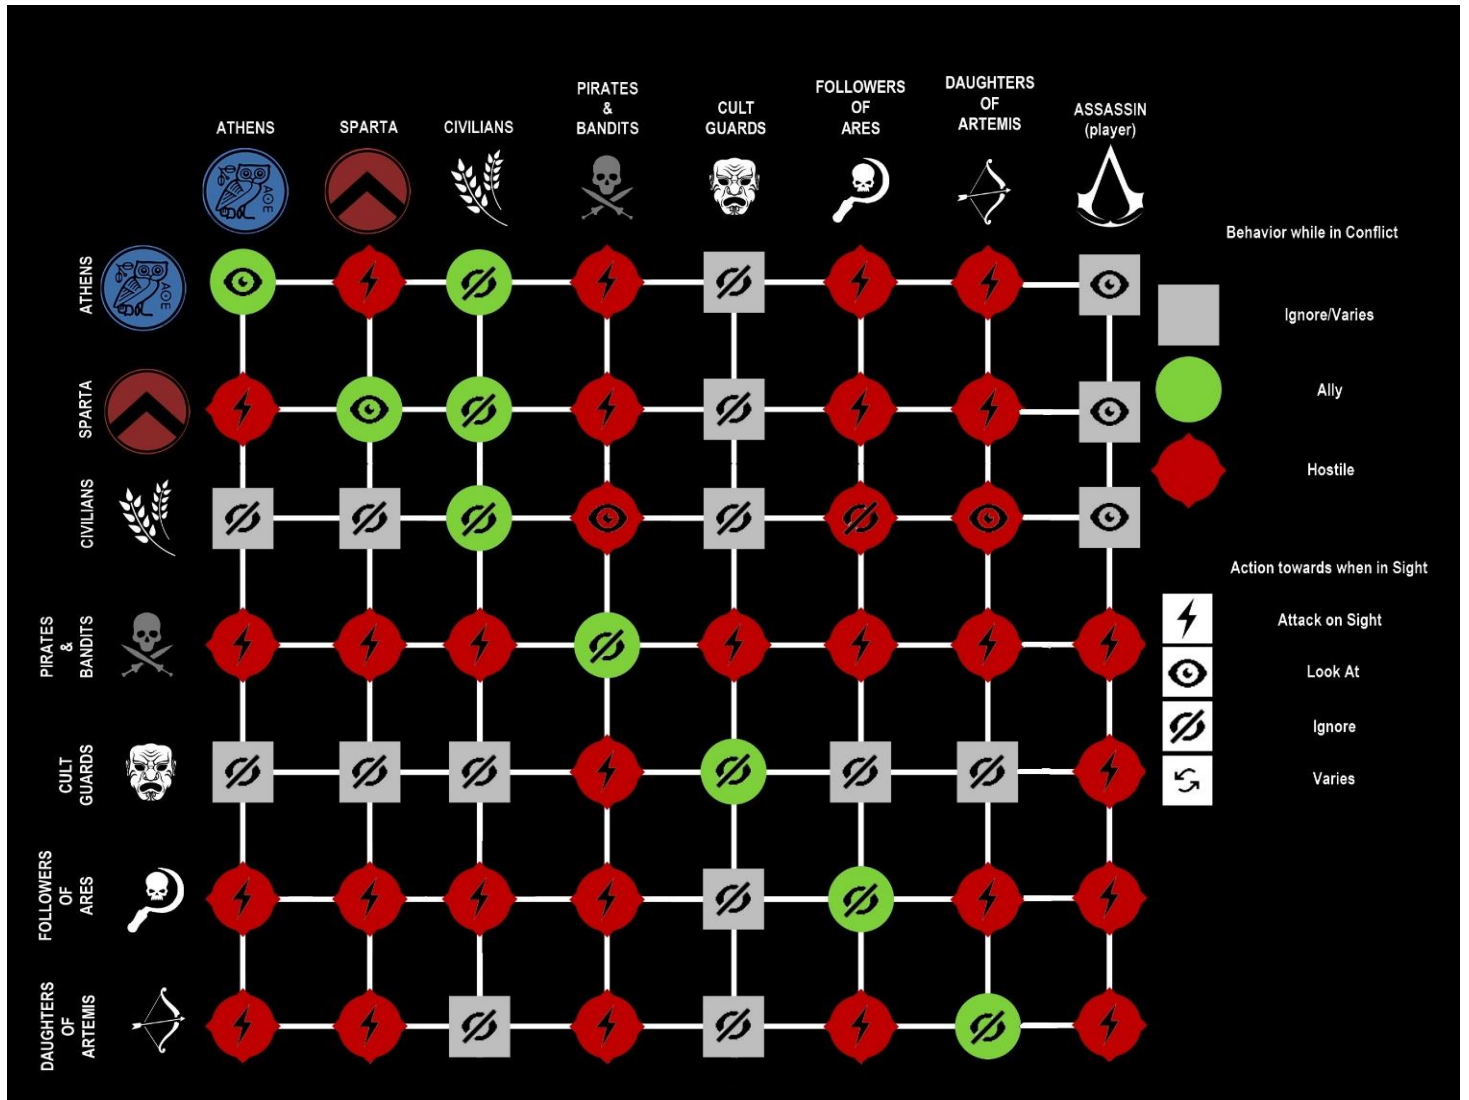 PIRATES
&
BANDITS
CULT
GUARDS
FOLLOWERS
OF
ARES
DAUGHTERS
OF
ARTEMIS
ASSASSIN
(player)
ATHENS
SPARTA
CIVILIANS
ΑΘΕ
Behavior while in Conflict
Ignore/Varies
Ally
Hostile
Action towards when in Sight
Attack on Sight
Look At
Ignore
Varies
ATHENS
ΑΘΕ
SPARTA
CIVILIANS
PIRATES
&
BANDITS
CULT
GUARDS
FOLLOWERS
OF
ARES
DAUGHTERS
OF
ARTEMIS